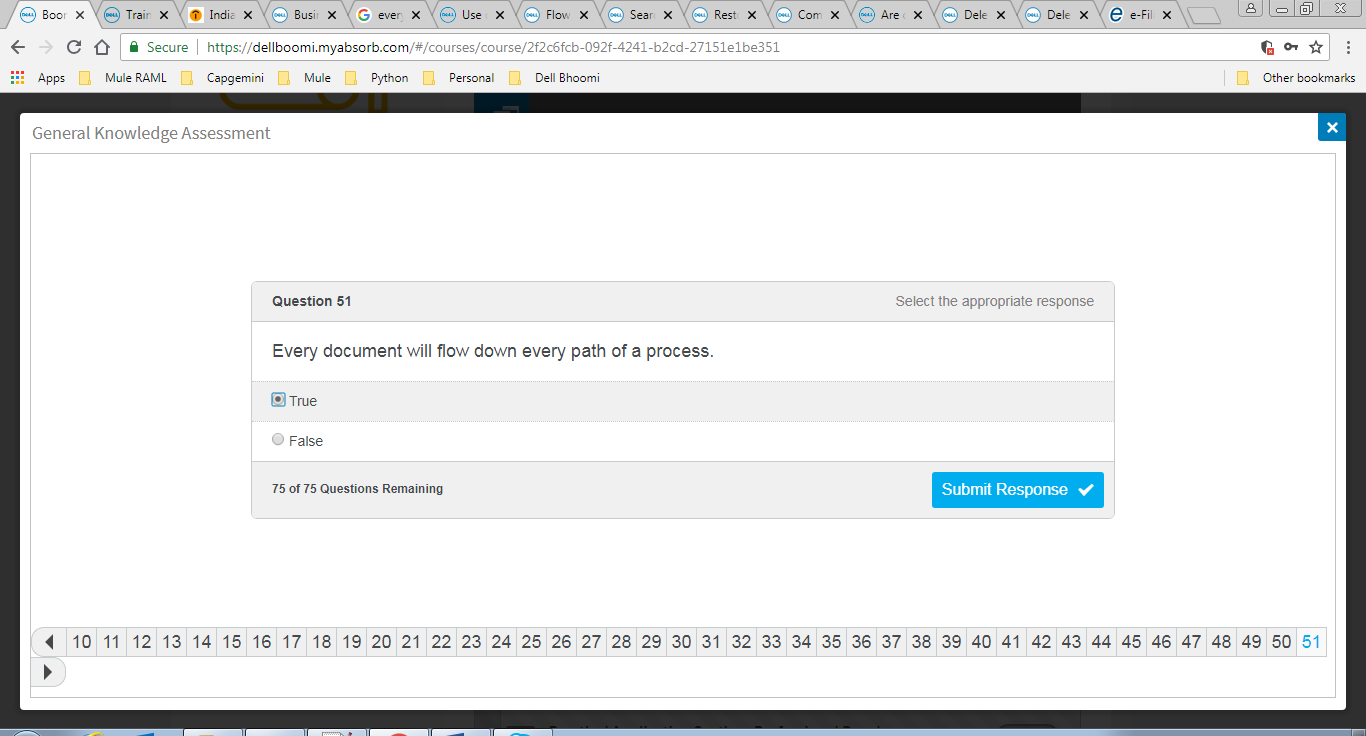 Boor Train India Busin every Use Flow Sear Restr Com Are Dele Dele e-Fil
Secure https://dellboomi.myabsorb.com/#/courses/course/2f2c6fcb-092f-4241-b2cd-27151e1be351
Apps Mule RAML Capgemini Mule Python Personal Dell Bhoomi Other bookmarks
General Knowledge Assessment
Question 51 Select the appropriate response
Every document will flow down every path of a process.
True
False
75 of 75 Questions Remaining Submit Response
10 11 12 13 14 15 16 17 18 19 20 21 22 23 24 25 26 27 28 29 30 31 32 33 34 35 36 37 38 39 40 41 42 43 44 45 46 47 48 49 50 51